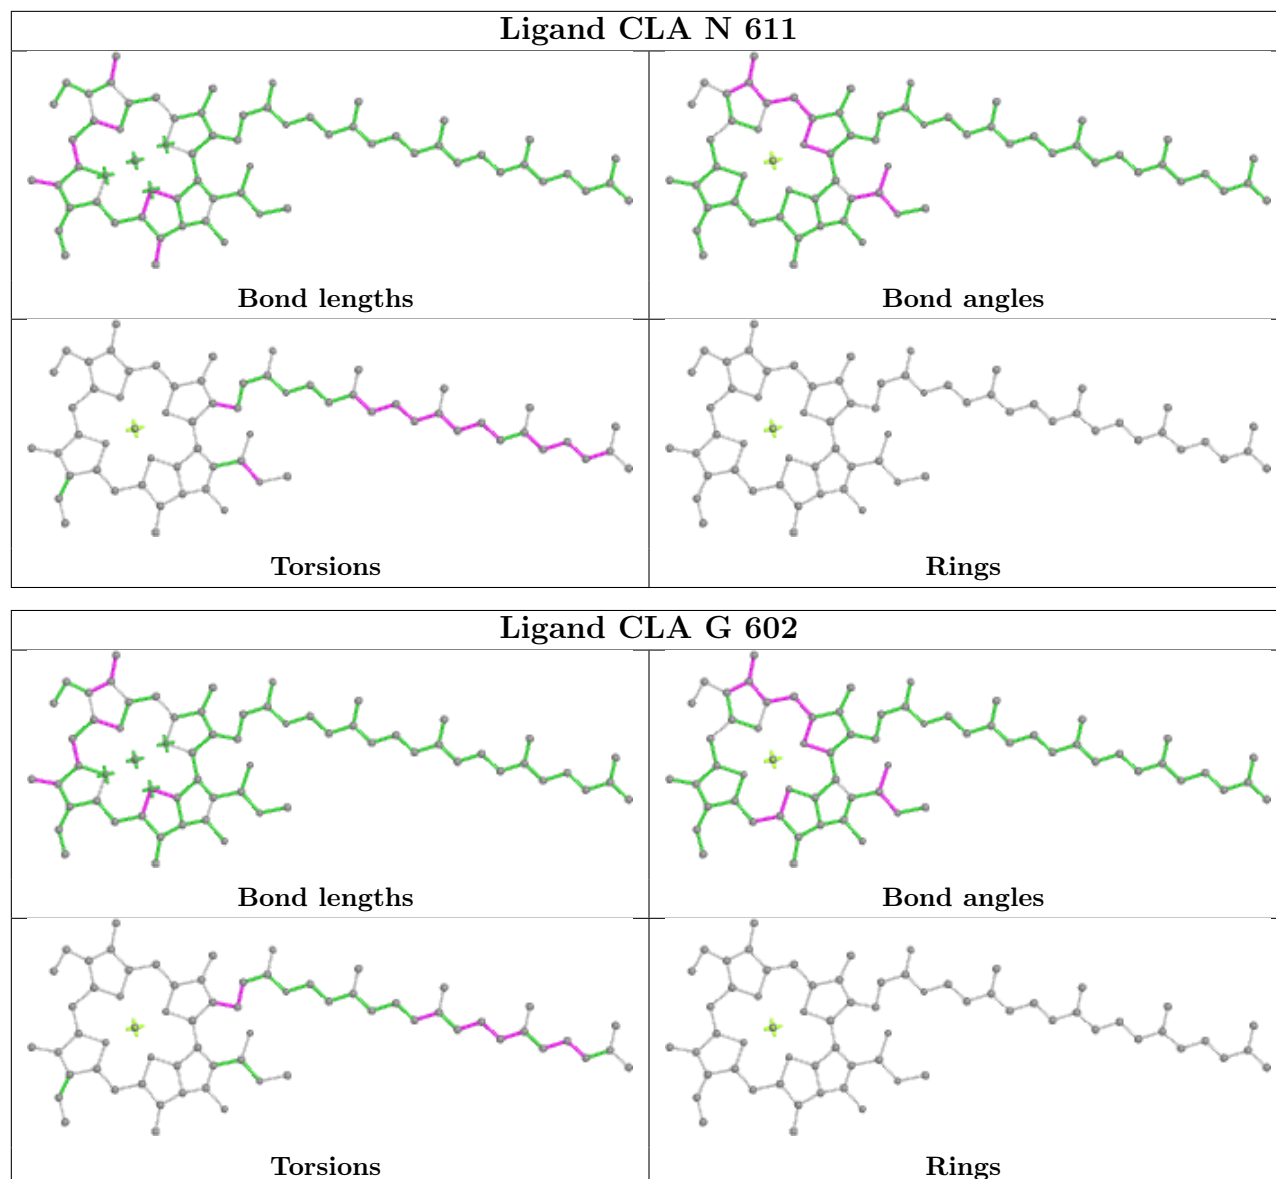 Ligand CLA N 611
Bond lengths
Bond angles
Torsions
Rings
Ligand CLA G 602
Bond lengths
Bond angles
Torsions
Rings